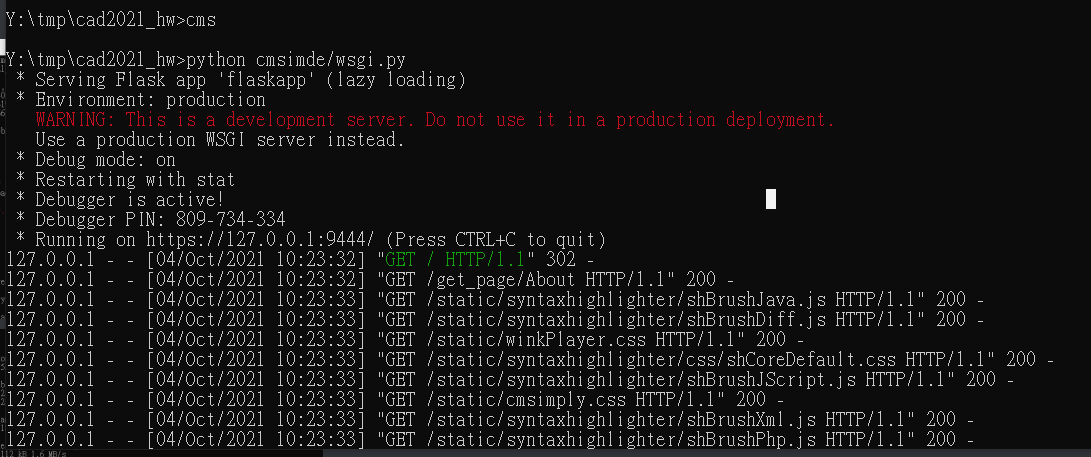 Y:\tmp\cad2021_hw>cms
Y:\tmp\cad2021_hw>python cmsimde/wsgi.py
 * Serving Flask app 'flaskapp' (lazy loading)
 * Environment: production
   WARNING: This is a development server. Do not use it in a production deployment.
   Use a production WSGI server instead.
 * Debug mode: on
 * Restarting with stat
 * Debugger is active!
 * Debugger PIN: 809-734-334
 * Running on https://127.0.0.1:9444/ (Press CTRL+C to quit)
127.0.0.1 - - [04/Oct/2021 10:23:32] "GET / HTTP/1.1" 302 -
127.0.0.1 - - [04/Oct/2021 10:23:32] "GET /get_page/About HTTP/1.1" 200 -
127.0.0.1 - - [04/Oct/2021 10:23:33] "GET /static/syntaxhighlighter/shBrushJava.js HTTP/1.1" 200 -
127.0.0.1 - - [04/Oct/2021 10:23:33] "GET /static/syntaxhighlighter/shBrushDiff.js HTTP/1.1" 200 -
127.0.0.1 - - [04/Oct/2021 10:23:33] "GET /static/winkPlayer.css HTTP/1.1" 200 -
127.0.0.1 - - [04/Oct/2021 10:23:33] "GET /static/syntaxhighlighter/css/shCoreDefault.css HTTP/1.1" 200 -
127.0.0.1 - - [04/Oct/2021 10:23:33] "GET /static/syntaxhighlighter/shBrushJScript.js HTTP/1.1" 200 -
127.0.0.1 - - [04/Oct/2021 10:23:33] "GET /static/cmsimply.css HTTP/1.1" 200 -
127.0.0.1 - - [04/Oct/2021 10:23:33] "GET /static/syntaxhighlighter/shBrushXml.js HTTP/1.1" 200 -
127.0.0.1 - - [04/Oct/2021 10:23:33] "GET /static/syntaxhighlighter/shBrushPhp.js HTTP/1.1" 200 -
112 kB 1.6 MB/s